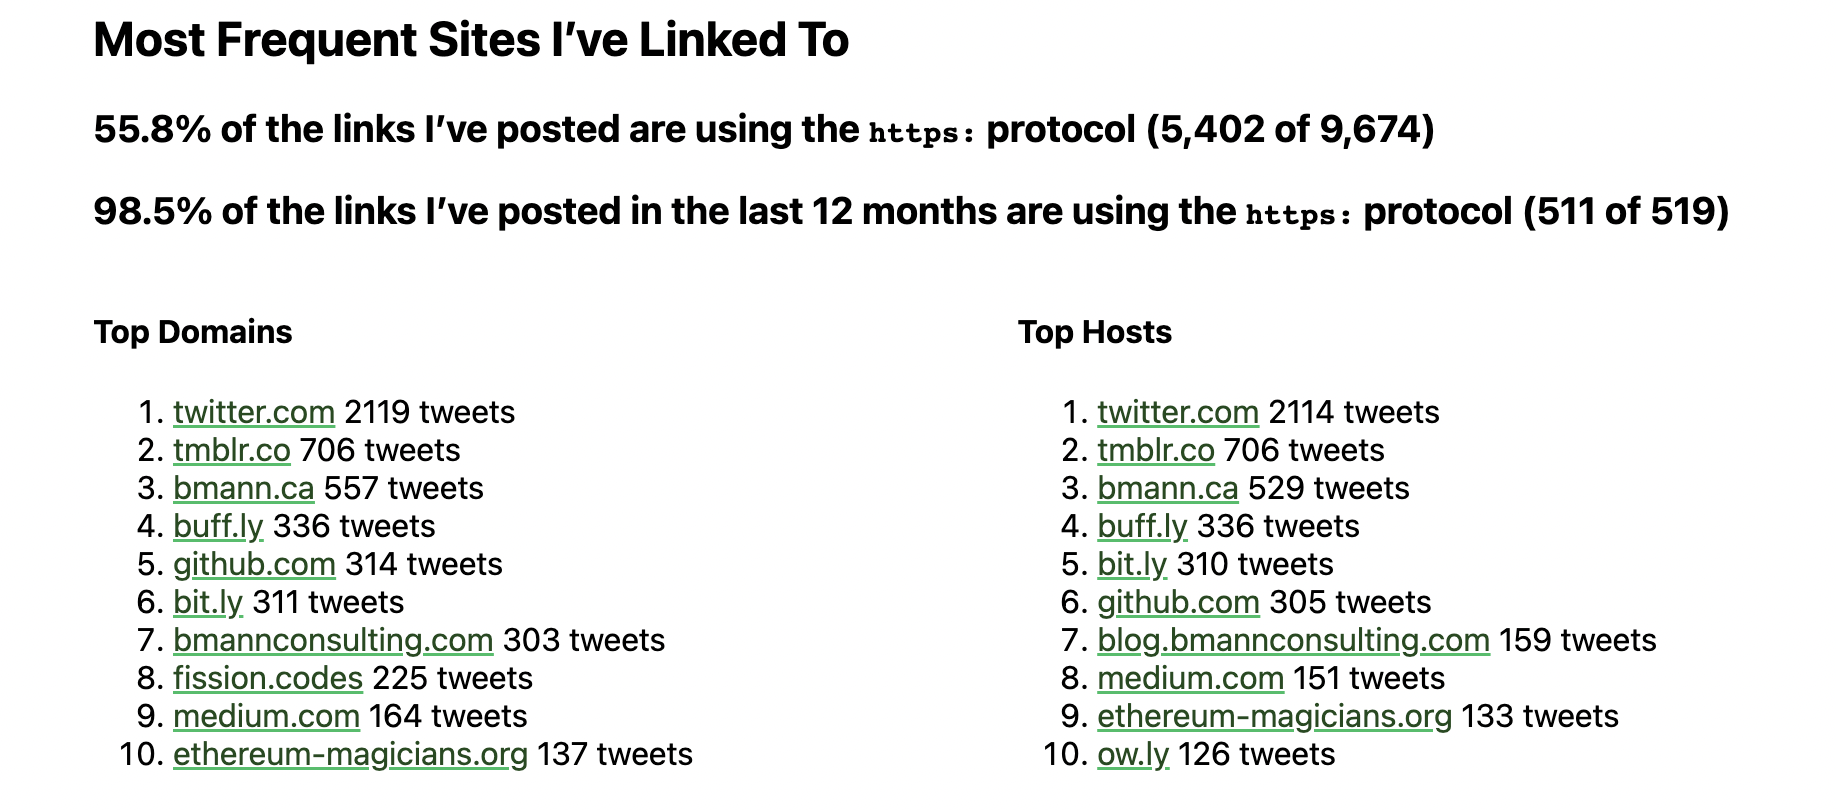 Most Frequent Sites I’ve Linked To
55.8% of the links I’ve posted are using the https: protocol (5,402 of 9,674)
98.5% of the links I’ve posted in the last 12 months are using the https: protocol (511 of 519)
Top Domains
1. twitter.com 2119 tweets
2. tmblr.co 706 tweets
3. bmann.ca 557 tweets
4. buff.ly 336 tweets
5. github.com 314 tweets
6. bit.ly 311 tweets
7. bmannconsulting.com 303 tweets
8. fission.codes 225 tweets
9. medium.com 164 tweets
10. ethereum-magicians.org 137 tweets
Top Hosts
1. twitter.com 2114 tweets
2. tmblr.co 706 tweets
3. bmann.ca 529 tweets
4. buff.ly 336 tweets
5. bit.ly 310 tweets
6. github.com 305 tweets
7. blog.bmannconsulting.com 159 tweets
8. medium.com 151 tweets
9. ethereum-magicians.org 133 tweets
10. ow.ly 126 tweets